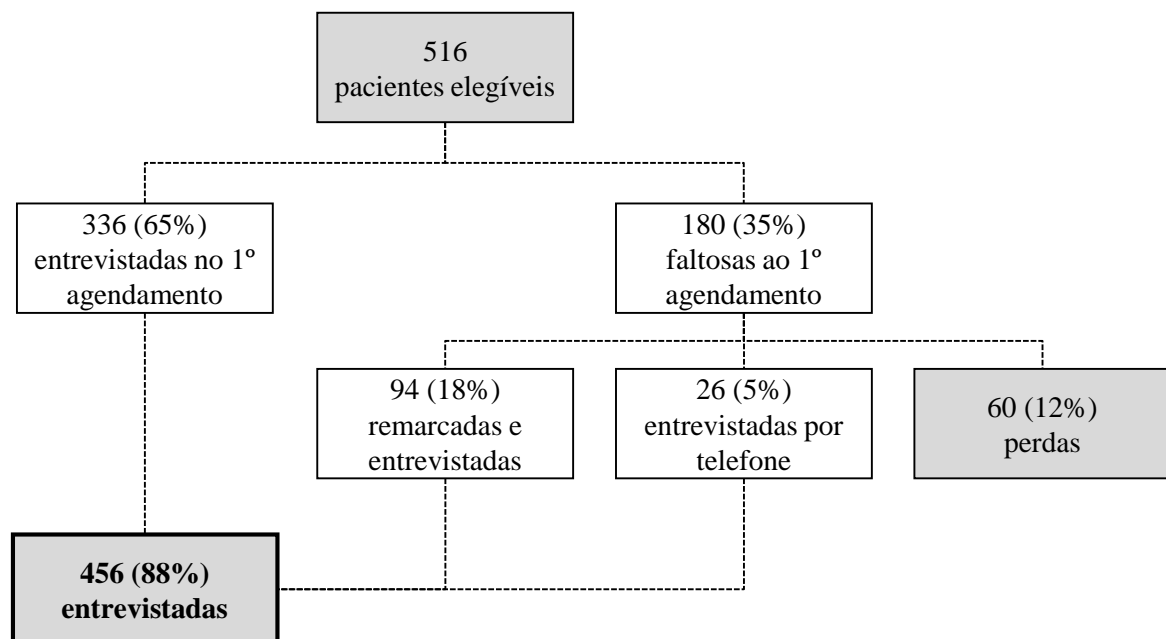 516
pacientes elegíveis
336 (65%)
entrevistadas no 1º
agendamento
180 (35%)
faltosas ao 1º
agendamento
94 (18%)
remarcadas e
entrevistadas
26 (5%)
entrevistadas por
telefone
60 (12%)
perdas
456 (88%)
entrevistadas